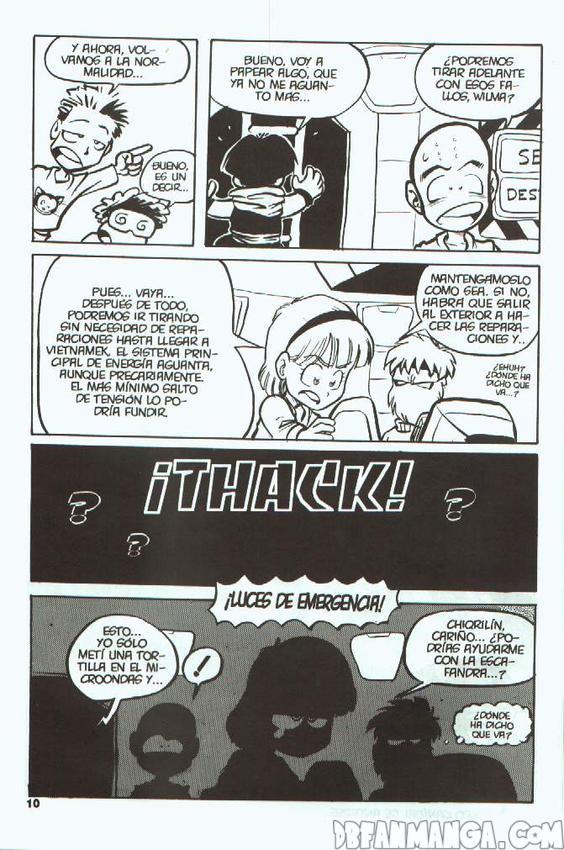 Y AHORA, VOL-
VAMOS A LA NOR-
MALIDAD...
BUENO,
ES UN
DECIR...
BUENO, VOY A
PAPEAR ALGO, QUE
YA NO ME AGUAN-
TO MAS...
¿PODREMOS
TIRAR ADELANTE
CON ESOS FA-
LLOS, WILMA?
SE
DEST
PUES... VAYA...
DESPUES DE TODO,
PODREMOS IR TIRANDO
SIN NECESIDAD DE REPA-
RACIONES HASTA LLEGAR A
VIETNAMEK, EL SISTEMA PRIN-
CIPAL DE ENERGÍA AGUANTA,
AUNQUE PRECARIAMENTE.
EL MAS MÍNIMO SALTO
DE TENSIÓN LO PO-
DRÍA FUNDIR.
MANTENGAMOSLO
COMO SEA. SI NO,
HABRA QUE SALIR
AL EXTERIOR A HA-
CER LAS REPARA-
CIONES Y...
¿EHUH?
¿DÓNDE HA
DICHO QUE
VA...?
¡THACK!
?
?
?
¡LUCES DE EMERGENCIA!
ESTO...
YO SÓLO
METÍ UNA TOR-
TILLA EN EL MI-
CROONDAS Y...
!
CHIQRILÍN,
CARIÑO... ¿PO-
DRÍAS AYUDARME
CON LA ESCA-
FANDRA...?
¿DÓNDE
HA DICHO
QUE VA?
10
DBFANMANGA.COM